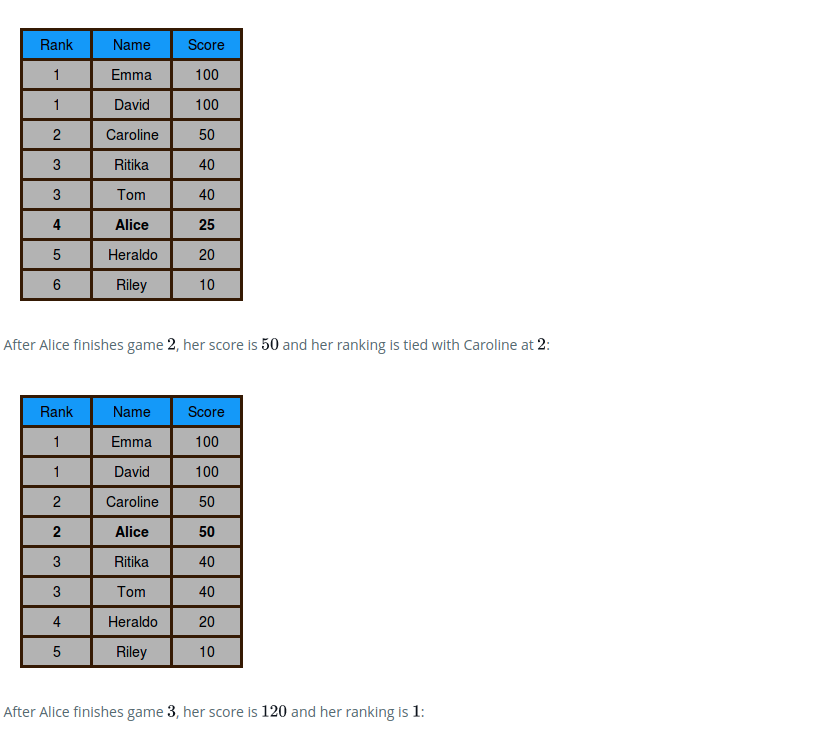 Rank Name Score
1 Emma 100
1 David 100
2 Caroline 50
3 Ritika 40
3 Tom 40
4 Alice 25
5 Heraldo 20
6 Riley 10
After Alice finishes game 2, her score is 50 and her ranking is tied with Caroline at 2:
Rank Name Score
1 Emma 100
1 David 100
2 Caroline 50
2 Alice 50
3 Ritika 40
3 Tom 40
4 Heraldo 20
5 Riley 10
After Alice finishes game 3, her score is 120 and her ranking is 1: